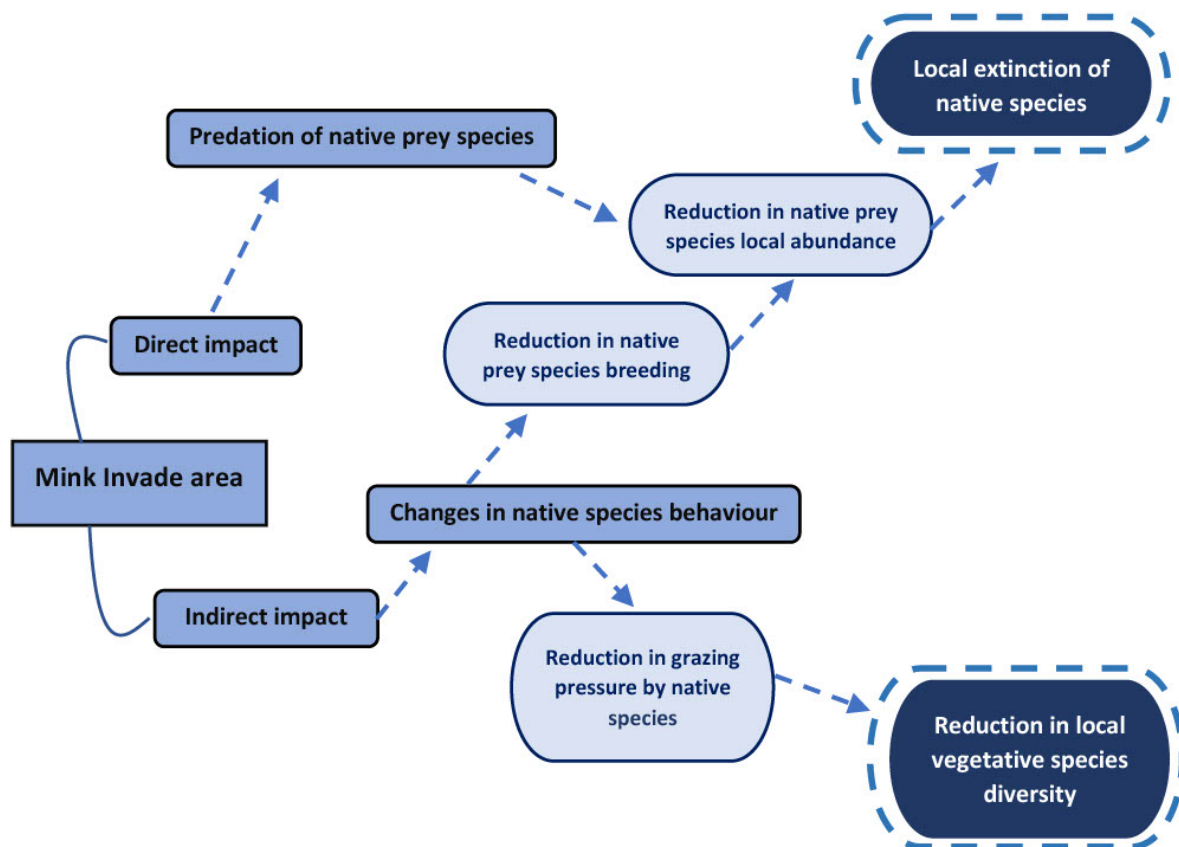 Local extinction of
native species
Predation of native prey species
Reduction in native prey
species local abundance
Direct impact
Reduction in native
prey species breeding
Mink Invade area
Changes in native species behaviour
Indirect impact
Reduction in grazing
pressure by native
species
Reduction in local
vegetative species
diversity